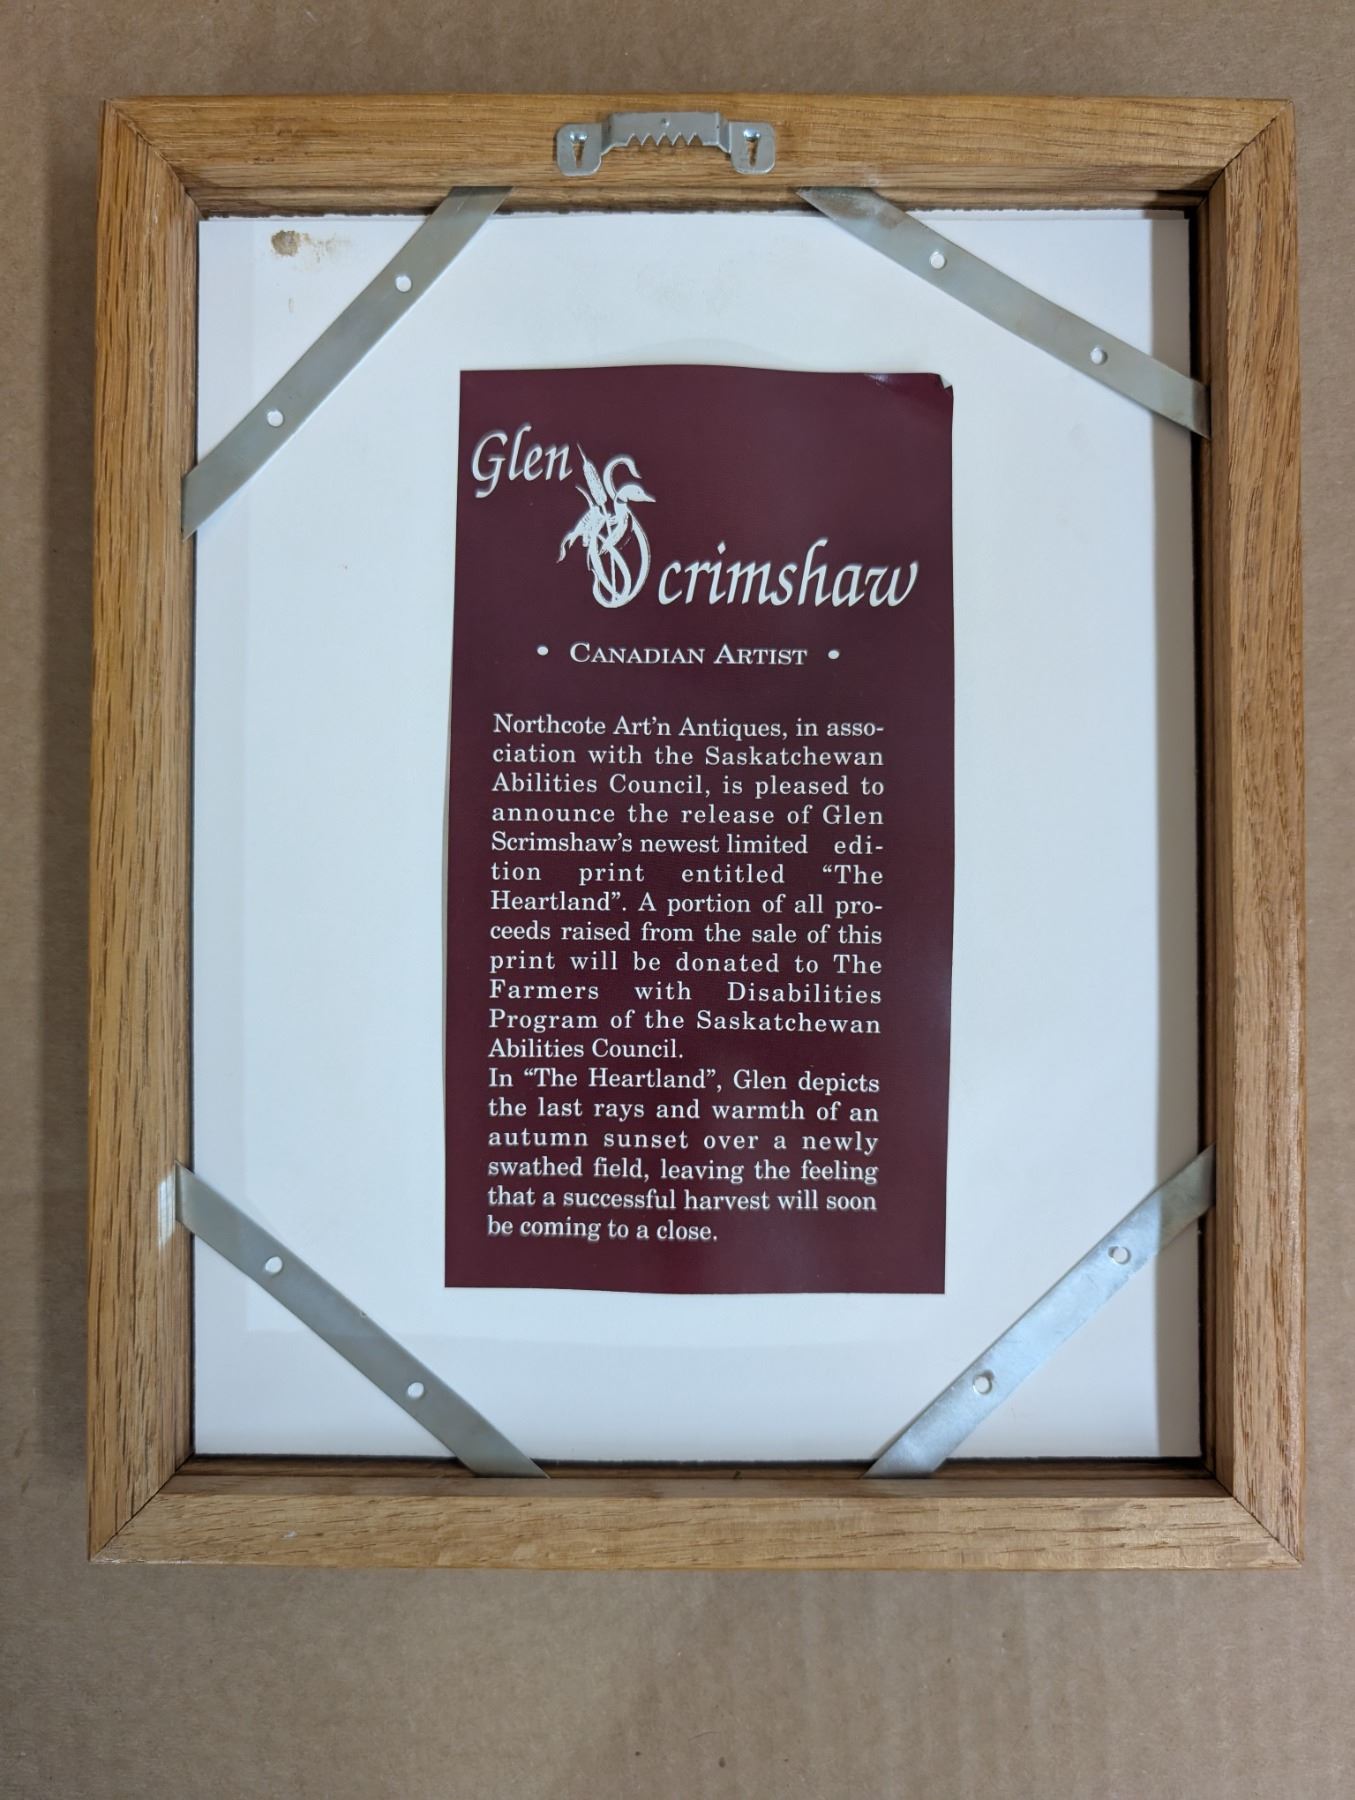 Glen
Scrimshaw
• CANADIAN ARTIST •
Northcote Art'n Antiques, in asso-
ciation with the Saskatchewan
Abilities Council, is pleased to
announce the release of Glen
Scrimshaw's newest limited edi-
tion print entitled “The
Heartland”. A portion of all pro-
ceeds raised from the sale of this
print will be donated to The
Farmers with Disabilities
Program of the Saskatchewan
Abilities Council.
In “The Heartland”, Glen depicts
the last rays and warmth of an
autumn sunset over a newly
swathed field, leaving the feeling
that a successful harvest will soon
be coming to a close.